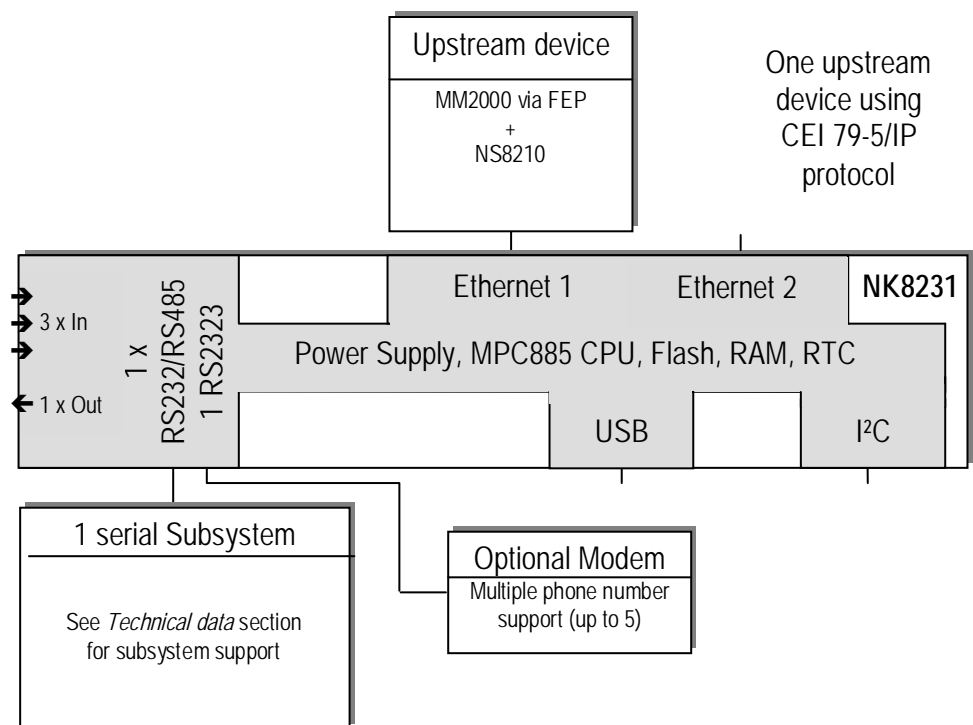 Upstream device
MM2000 via FEP
+
NS8210
One upstream
device using
CEI 79-5/IP
protocol
Ethernet 1
Ethernet 2
NK8231
3 x In
1 x Out
1 x
RS232/RS485
1 RS2323
Power Supply, MPC885 CPU, Flash, RAM, RTC
USB
I²C
1 serial Subsystem
See Technical data section
for subsystem support
Optional Modem
Multiple phone number
support (up to 5)